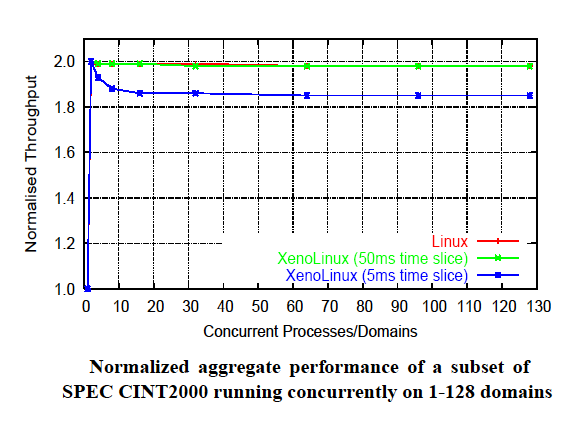 Normalised Throughput
2.0
1.8
1.6
1.4
1.2
1.0
Linux
XenoLinux (50ms time slice)
XenoLinux (5ms time slice)
0 10 20 30 40 50 60 70 80 90 100 110 120 130
Concurrent Processes/Domains
Normalized aggregate performance of a subset of
SPEC CINT2000 running concurrently on 1-128 domains